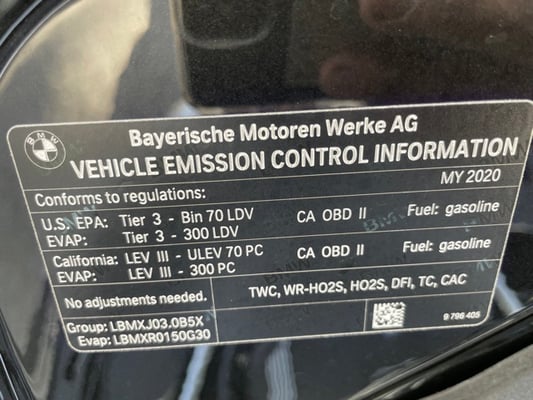 BMW
Bayerische Motoren Werke AG
VEHICLE EMISSION CONTROL INFORMATION
Conforms to regulations: MY 2020
U.S. EPA: Tier 3 - Bin 70 LDV CA OBD II Fuel: gasoline
EVAP: Tier 3 - 300 LDV
California: LEV III - ULEV 70 PC CA OBD II Fuel: gasoline
EVAP: LEV III - 300 PC
No adjustments needed. TWC, WR-HO2S, HO2S, DFI, TC, CAC
Group: LBMXJ03.0B5X
Evap: LBMXR0150G30 9 796 405